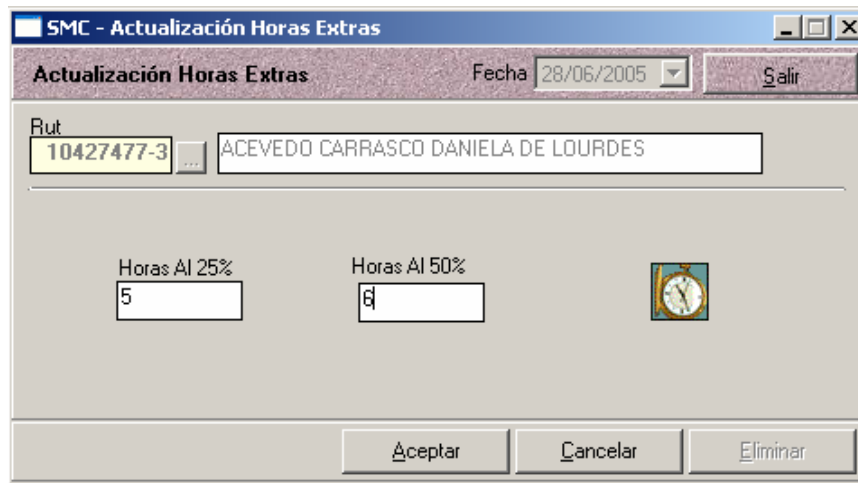 SMC - Actualización Horas Extras
Actualización Horas Extras Fecha 28/06/2005 Salir
Rut
10427477-3 ... ACEVEDO CARRASCO DANIELA DE LOURDES
Horas Al 25% Horas Al 50%
5 6
Aceptar Cancelar Eliminar